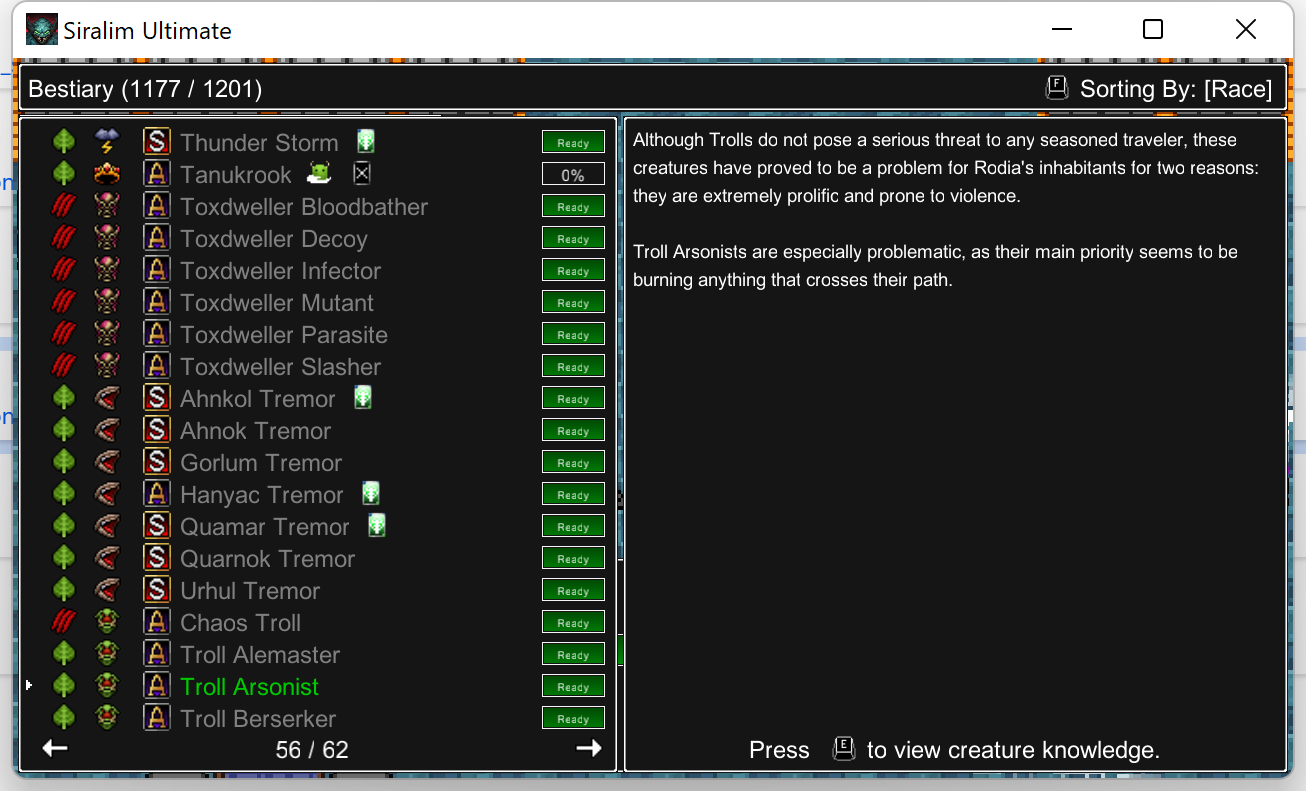 Siralim Ultimate
Bestiary (1177 / 1201)
F Sorting By: [Race]
S Thunder Storm Ready
A Tanukrook 0%
A Toxdweller Bloodbather Ready
A Toxdweller Decoy Ready
A Toxdweller Infector Ready
A Toxdweller Mutant Ready
A Toxdweller Parasite Ready
A Toxdweller Slasher Ready
S Ahnkol Tremor Ready
S Ahnok Tremor Ready
S Gorlum Tremor Ready
A Hanyac Tremor Ready
S Quamar Tremor Ready
S Quarnok Tremor Ready
S Urhul Tremor Ready
A Chaos Troll Ready
A Troll Alemaster Ready
A Troll Arsonist Ready
A Troll Berserker Ready
56 / 62
Although Trolls do not pose a serious threat to any seasoned traveler, these
creatures have proved to be a problem for Rodia's inhabitants for two reasons:
they are extremely prolific and prone to violence.
Troll Arsonists are especially problematic, as their main priority seems to be
burning anything that crosses their path.
Press E to view creature knowledge.